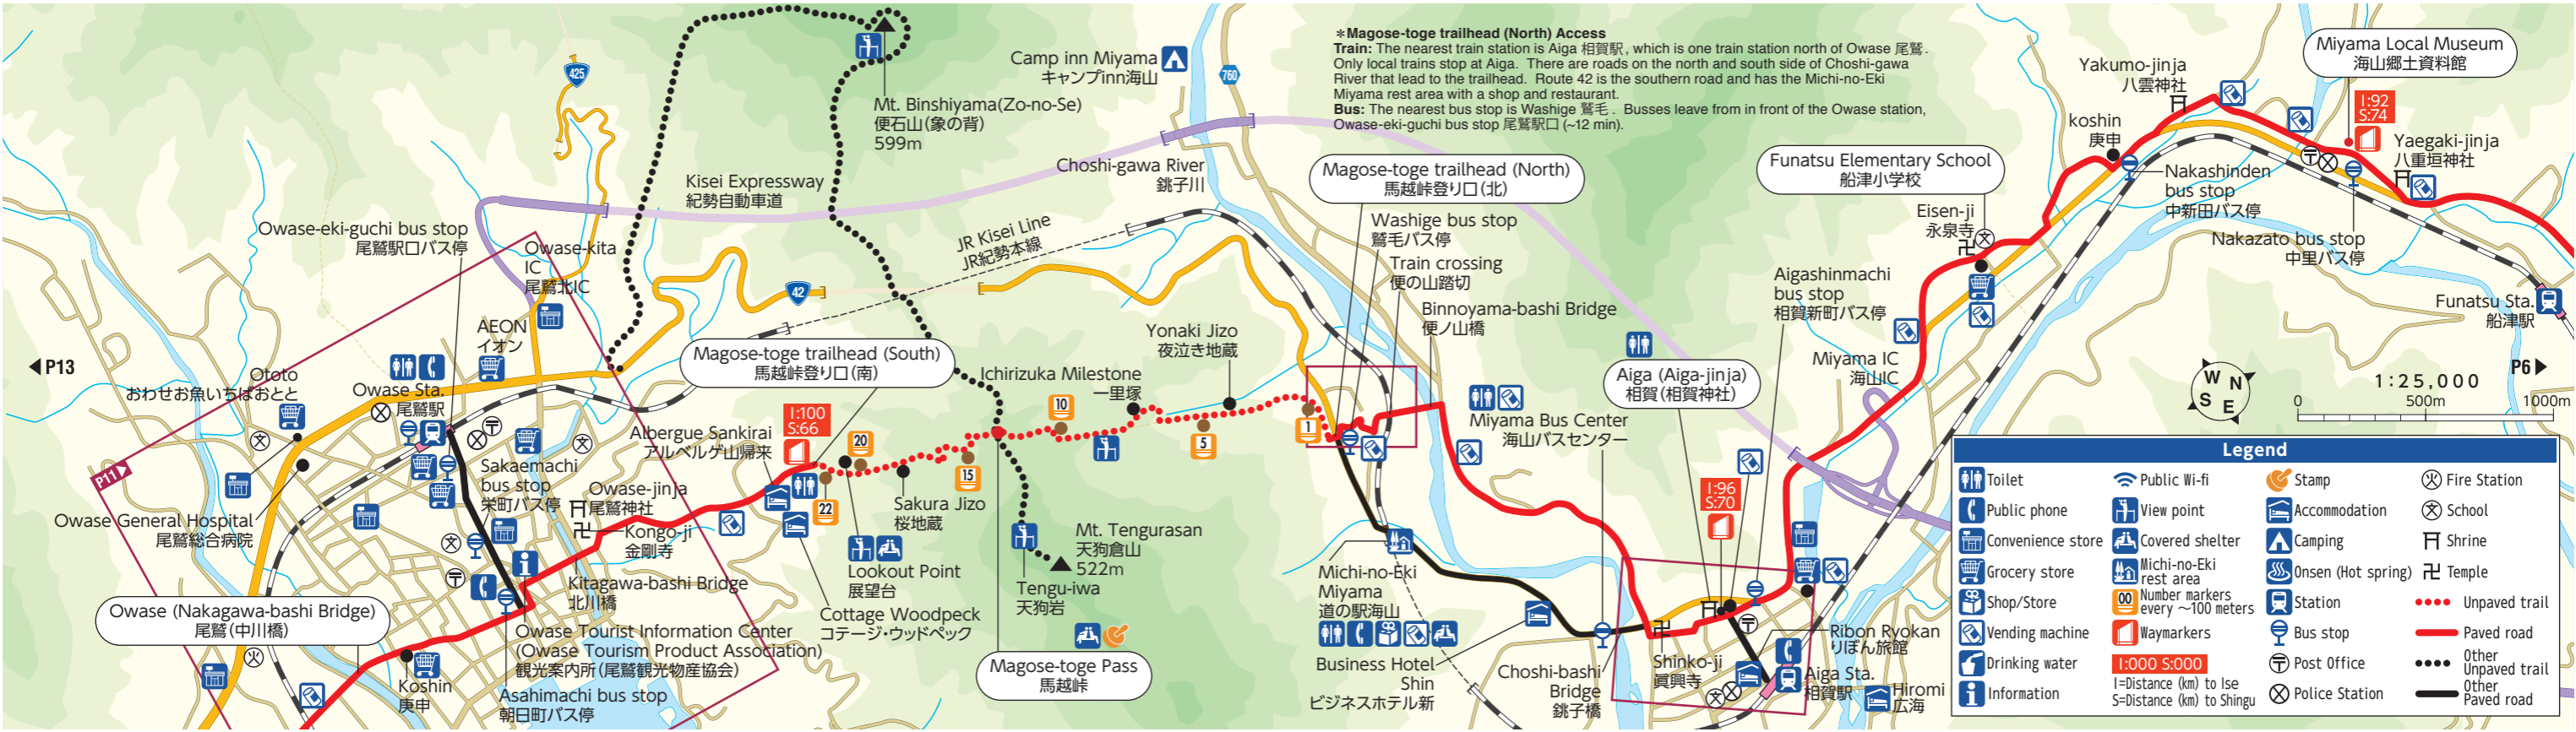 425
Mt. Binshiyama(Zo-no-Se)
便石山(象の背)
599m
Camp inn Miyama
キャンプinn海山
760
Choshi-gawa River
銚子川
Kisei Expressway
紀勢自動車道
JR Kisei Line
JR紀勢本線
42
*Magose-toge trailhead (North) Access
Train: The nearest train station is Aiga 相賀駅, which is one train station north of Owase 尾鷲.
Only local trains stop at Aiga. There are roads on the north and south side of Choshi-gawa
River that lead to the trailhead. Route 42 is the southern road and has the Michi-no-Eki
Miyama rest area with a shop and restaurant.
Bus: The nearest bus stop is Washige 鷲毛. Busses leave from in front of the Owase station,
Owase-eki-guchi bus stop 尾鷲駅口 (~12 min).
Owase-eki-guchi bus stop
尾鷲駅口バス停
Owase-kita
IC
尾鷲北IC
AEON
イオン
◀P13
Ototo
おわせお魚いちばおとと
Owase Sta.
尾鷲駅
P11▶
Owase General Hospital
尾鷲総合病院
Sakaemachi
bus stop
栄町バス停
Owase-jinja
尾鷲神社
Kongo-ji
金剛寺
Kitagawa-bashi Bridge
北川橋
Owase (Nakagawa-bashi Bridge)
尾鷲(中川橋)
Koshin
庚申
Owase Tourist Information Center
(Owase Tourism Product Association)
観光案内所(尾鷲観光物産協会)
Asahimachi bus stop
朝日町バス停
Magose-toge trailhead (South)
馬越峠登り口(南)
Albergue Sankirai
アルベルゲ山帰来
I:100
S:66
22
20
15
10
5
1
Cottage Woodpeck
コテージ・ウッドペック
Lookout Point
展望台
Sakura Jizo
桜地蔵
Ichirizuka Milestone
一里塚
Yonaki Jizo
夜泣き地蔵
Mt. Tengurasan
天狗倉山
522m
Tengu-iwa
天狗岩
Magose-toge Pass
馬越峠
Magose-toge trailhead (North)
馬越峠登り口(北)
Washige bus stop
鷲毛バス停
Train crossing
便の山踏切
Binnoyama-bashi Bridge
便ノ山橋
Miyama Bus Center
海山バスセンター
Michi-no-Eki
Miyama
道の駅海山
Business Hotel
Shin
ビジネスホテル新
Choshi-bashi
Bridge
銚子橋
Aiga (Aiga-jinja)
相賀(相賀神社)
I:96
S:70
Shinko-ji
眞興寺
Ribon Ryokan
りぼん旅館
Aiga Sta.
相賀駅
Hiromi
広海
Aigashinmachi
bus stop
相賀新町バス停
Miyama IC
海山IC
Funatsu Elementary School
船津小学校
Eisen-ji
永泉寺
koshin
庚申
Yakumo-jinja
八雲神社
Miyama Local Museum
海山郷土資料館
I:92
S:74
Yaegaki-jinja
八重垣神社
Nakashinden
bus stop
中新田バス停
Nakazato bus stop
中里バス停
Funatsu Sta.
船津駅
P6▶
W N
S E
1:25,000
0 500m 1000m
Legend
Toilet
Public phone
Convenience store
Grocery store
Shop/Store
Vending machine
Drinking water
Information
Public Wi-fi
View point
Covered shelter
Michi-no-Eki
rest area
00 Number markers
every ~100 meters
Waymarkers
I:000 S:000
I=Distance (km) to Ise
S=Distance (km) to Shingu
Stamp
Accommodation
Camping
Onsen (Hot spring)
Station
Bus stop
Post Office
Police Station
Fire Station
School
Shrine
Temple
Unpaved trail
Paved road
Other
Unpaved trail
Other
Paved road